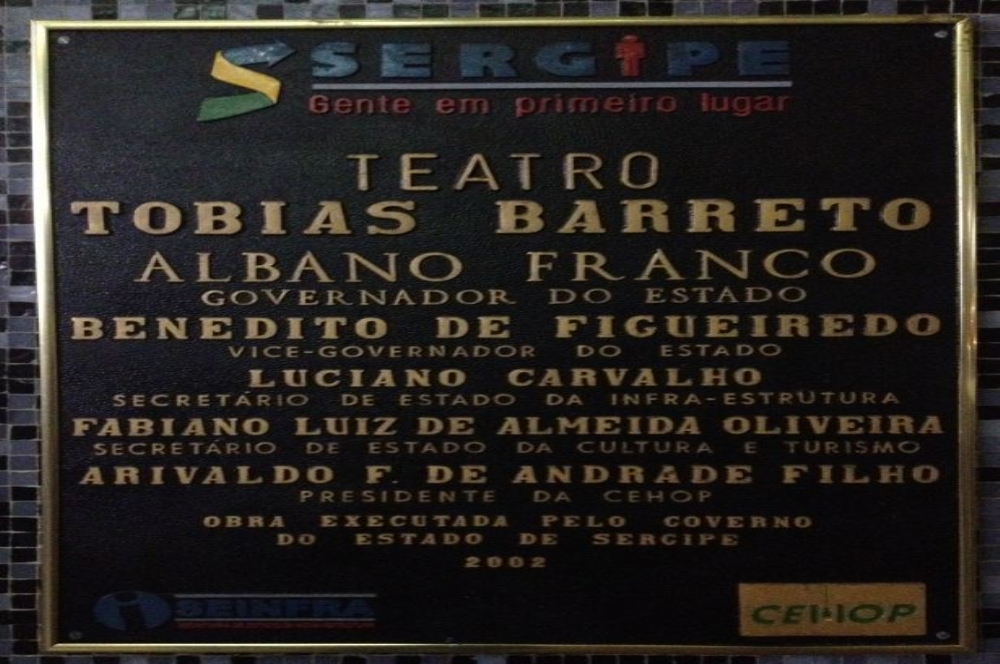 SERGIPE
Gente em primeiro lugar
TEATRO
TOBIAS BARRETO
ALBANO FRANCO
GOVERNADOR DO ESTADO
BENEDITO DE FIGUEIREDO
VICE-GOVERNADOR DO ESTADO
LUCIANO CARVALHO
SECRETÁRIO DE ESTADO DA INFRA-ESTRUTURA
FABIANO LUIZ DE ALMEIDA OLIVEIRA
SECRETÁRIO DE ESTADO DA CULTURA E TURISMO
ARIVALDO F. DE ANDRADE FILHO
PRESIDENTE DA CEHOP
OBRA EXECUTADA PELO GOVERNO
DO ESTADO DE SERGIPE
2002
SEINFRA
CEHOP